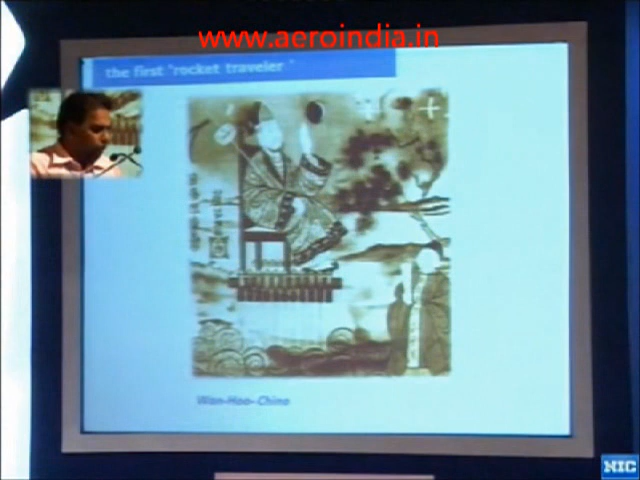 www.aeroindia.in
the first "rocket traveler "
Wan-Hoo- China
NIC